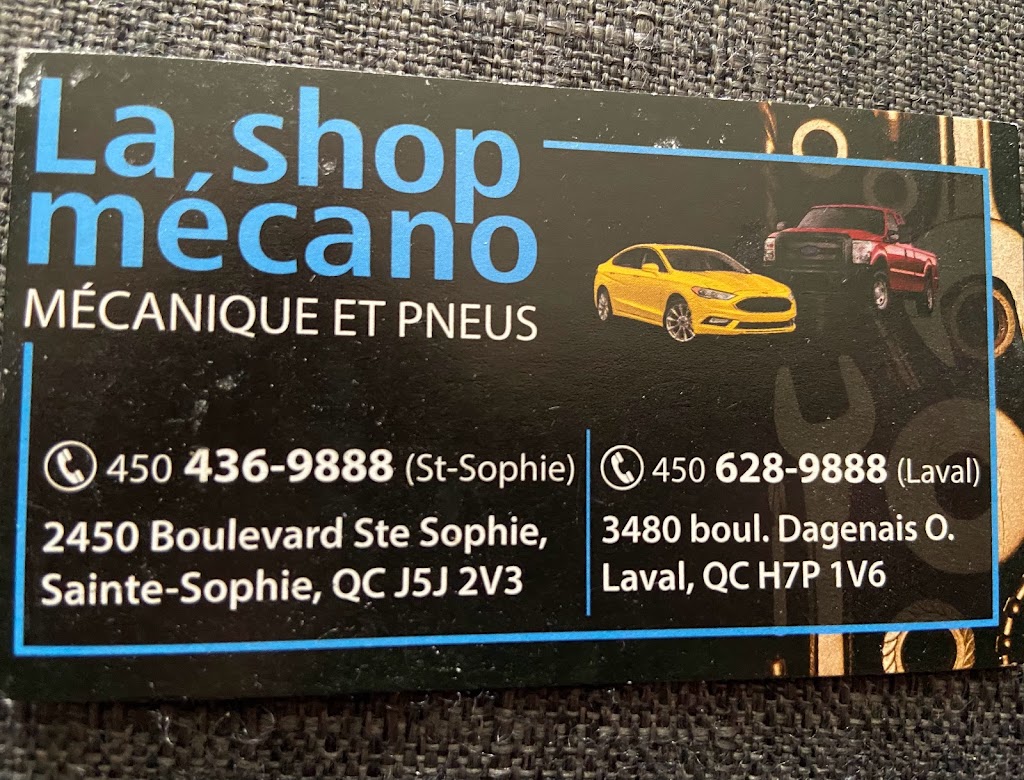 La shop
mécano
MÉCANIQUE ET PNEUS
450 436-9888 (St-Sophie)
2450 Boulevard Ste Sophie,
Sainte-Sophie, QC J5J 2V3
450 628-9888 (Laval)
3480 boul. Dagenais O.
Laval, QC H7P 1V6